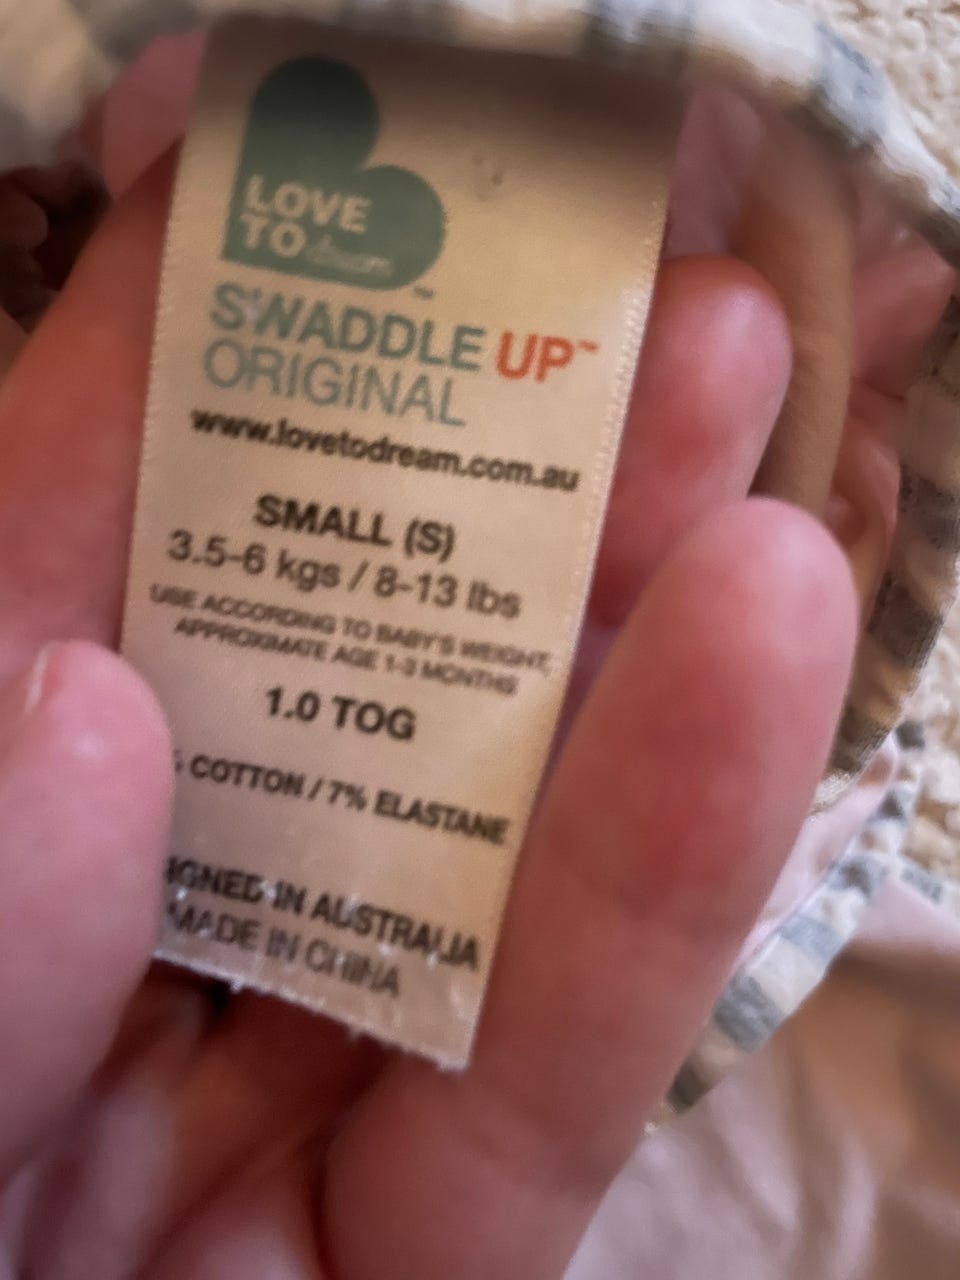 LOVE
TO dream
™
SWADDLE UP™
ORIGINAL
www.lovetodream.com.au
SMALL (S)
3.5-6 kgs / 8-13 lbs
USE ACCORDING TO BABY'S WEIGHT,
APPROXIMATE AGE 1-3 MONTHS
1.0 TOG
COTTON / 7% ELASTANE
IGNED IN AUSTRALIA
MADE IN CHINA